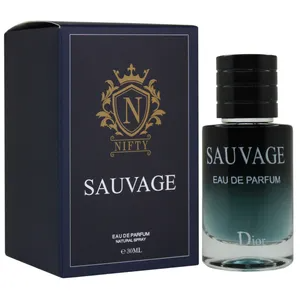 N
NIFTY
SAUVAGE
EAU DE PARFUM
NATURAL SPRAY
e 30ML
SAUVAGE
EAU DE PARFUM
Dior